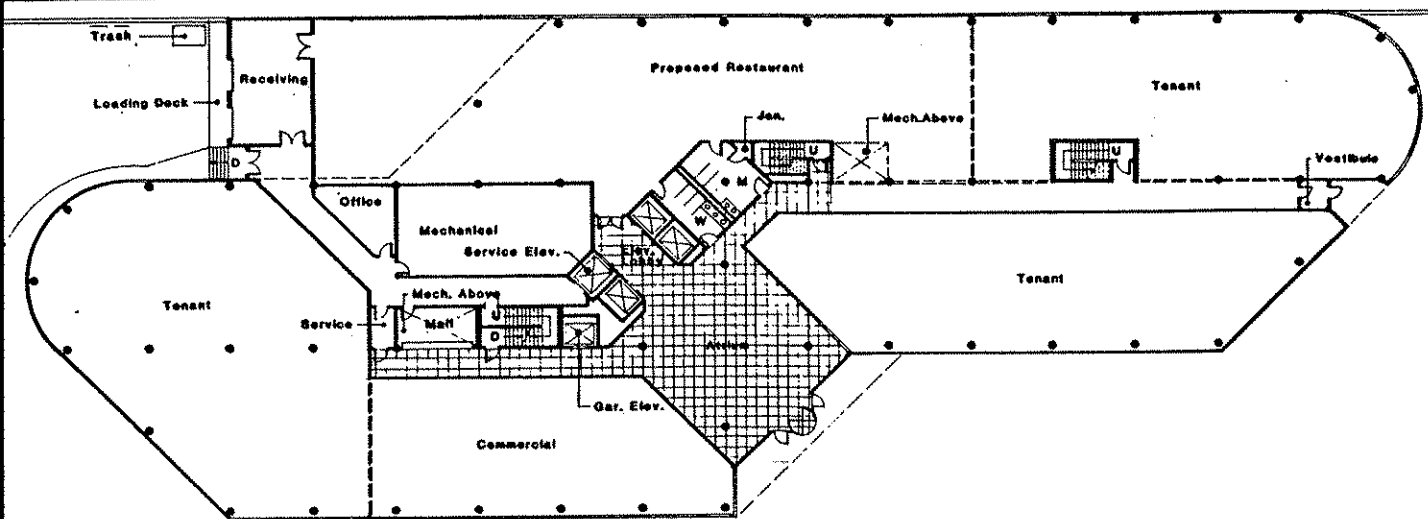 Trash
Receiving
Loading Dock
D
Proposed Restaurant
Tenant
Jan.
Mech.Above
U
U
Vestibule
M
W
Office
Mechanical
Service Elev.
Elev.
Lobby
Tenant
Mech. Above
Service
Mail
U
D
Atrium
Tenant
Gar. Elev.
Commercial